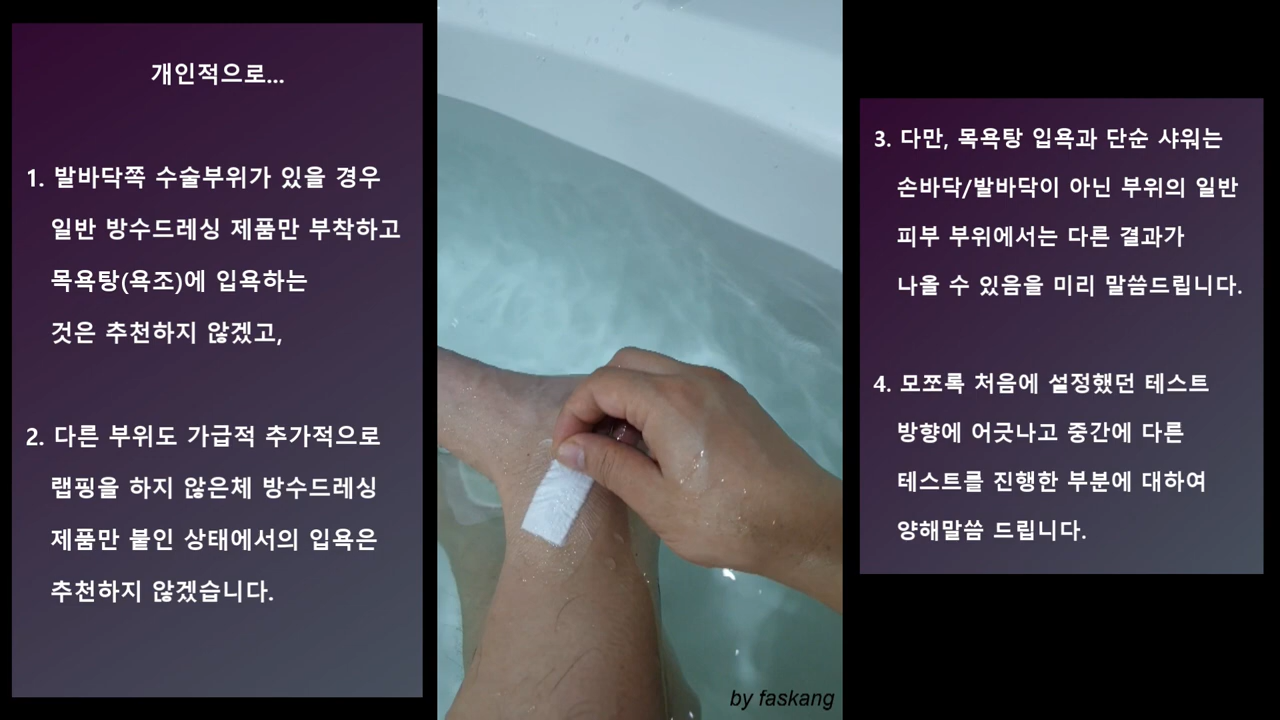 개인적으로...
1. 발바닥쪽 수술부위가 있을 경우
일반 방수드레싱 제품만 부착하고
목욕탕(욕조)에 입욕하는
것은 추천하지 않겠고,
2. 다른 부위도 가급적 추가적으로
랩핑을 하지 않은체 방수드레싱
제품만 붙인 상태에서의 입욕은
추천하지 않겠습니다.
3. 다만, 목욕탕 입욕과 단순 샤워는
손바닥/발바닥이 아닌 부위의 일반
피부 부위에서는 다른 결과가
나올 수 있음을 미리 말씀드립니다.
4. 모쪼록 처음에 설정했던 테스트
방향에 어긋나고 중간에 다른
테스트를 진행한 부분에 대하여
양해말씀 드립니다.
by faskang